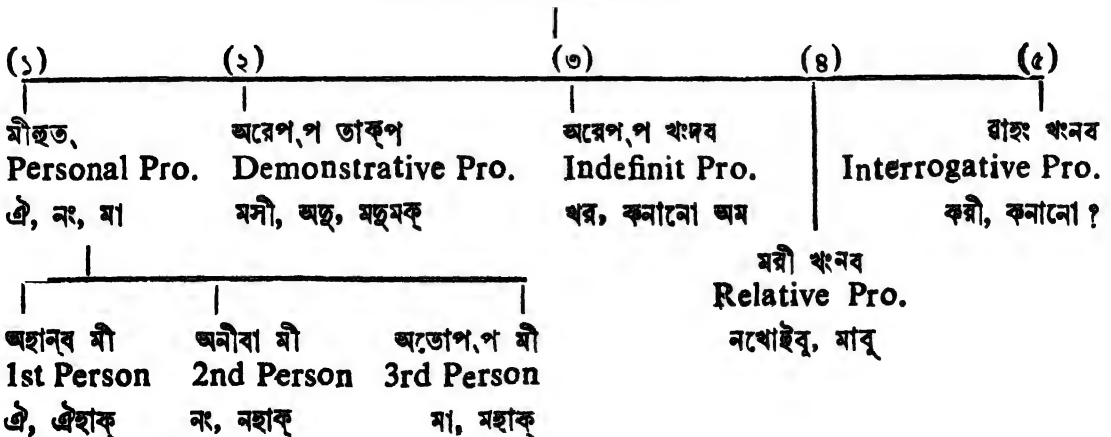 (১) (২) (৩) (৪) (৫)
মীহুত্ অরেপ্প তাক্প অরেপ্প খংদব ৱাহং খংনব
Personal Pro. Demonstrative Pro. Indefinit Pro. Interrogative Pro.
ঐ, নং, মা মসী, অদু, মদুমক্ খর, কনানো অম করী, কনানো ?
মরী খংনব
Relative Pro.
নখোইবু, মাবূ
অহান্ব মী অনীবা মী অতোপ্প মী
1st Person 2nd Person 3rd Person
ঐ, ঐহাক্ নং, নহাক্ মা, মহাক্